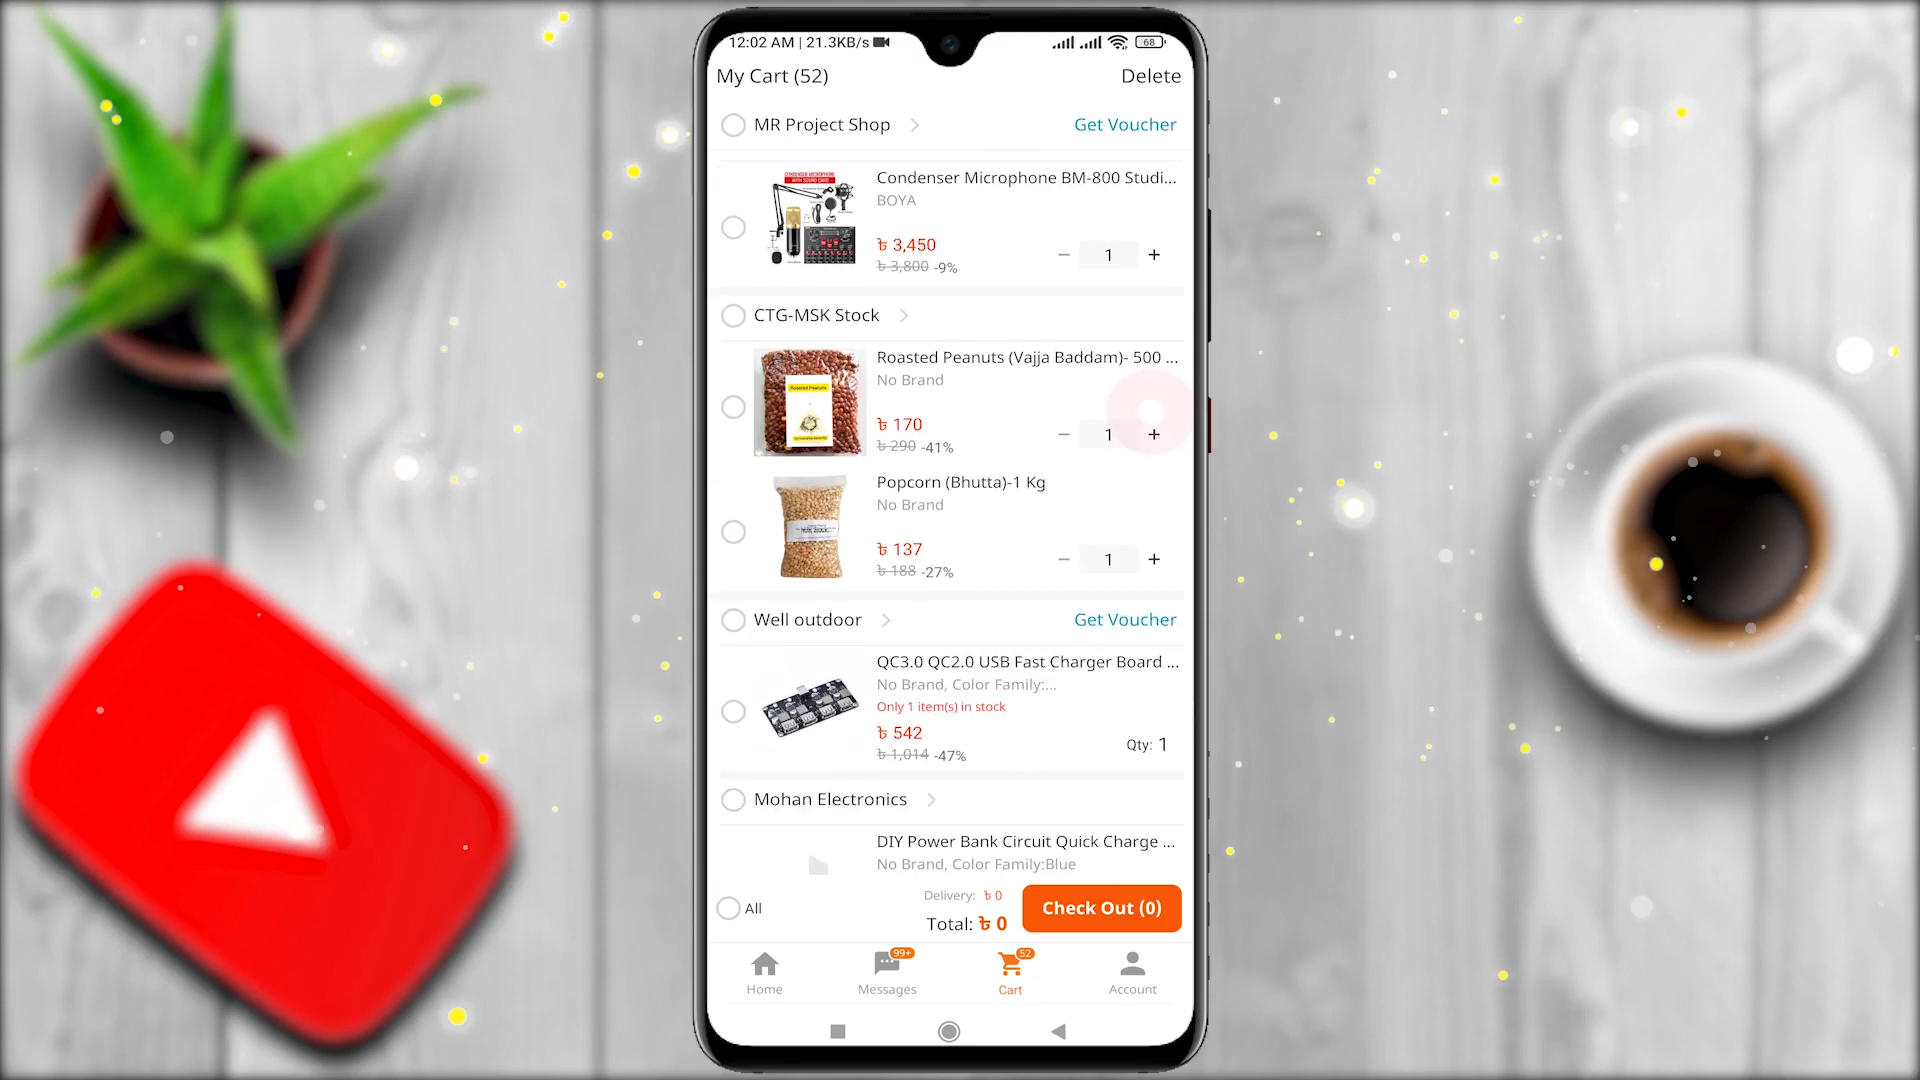 12:02 AM | 21.3KB/s
68
My Cart (52)
Delete
MR Project Shop
Get Voucher
Condenser Microphone BM-800 Studi...
BOYA
৳ 3,450
৳ 3,800 -9%
1
CTG-MSK Stock
Roasted Peanuts (Vajja Baddam)- 500 ...
No Brand
৳ 170
৳ 290 -41%
1
Popcorn (Bhutta)-1 Kg
No Brand
৳ 137
৳ 188 -27%
1
Well outdoor
Get Voucher
QC3.0 QC2.0 USB Fast Charger Board ...
No Brand, Color Family:...
Only 1 item(s) in stock
৳ 542
৳ 1,014 -47%
Qty: 1
Mohan Electronics
DIY Power Bank Circuit Quick Charge ...
No Brand, Color Family:Blue
All
Delivery: ৳ 0
Total: ৳ 0
Check Out (0)
99+
52
Home
Messages
Cart
Account